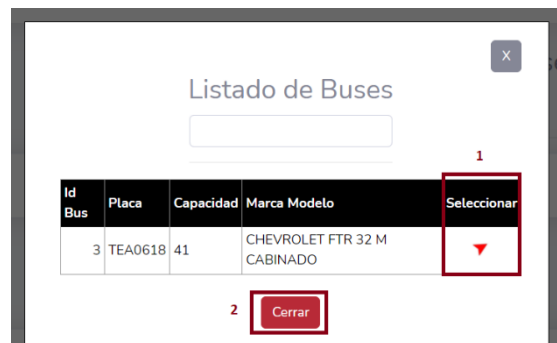 X
Listado de Buses
1
Id Bus Placa Capacidad Marca Modelo Seleccionar
3 TEA0618 41 CHEVROLET FTR 32 M
CABINADO
2 Cerrar